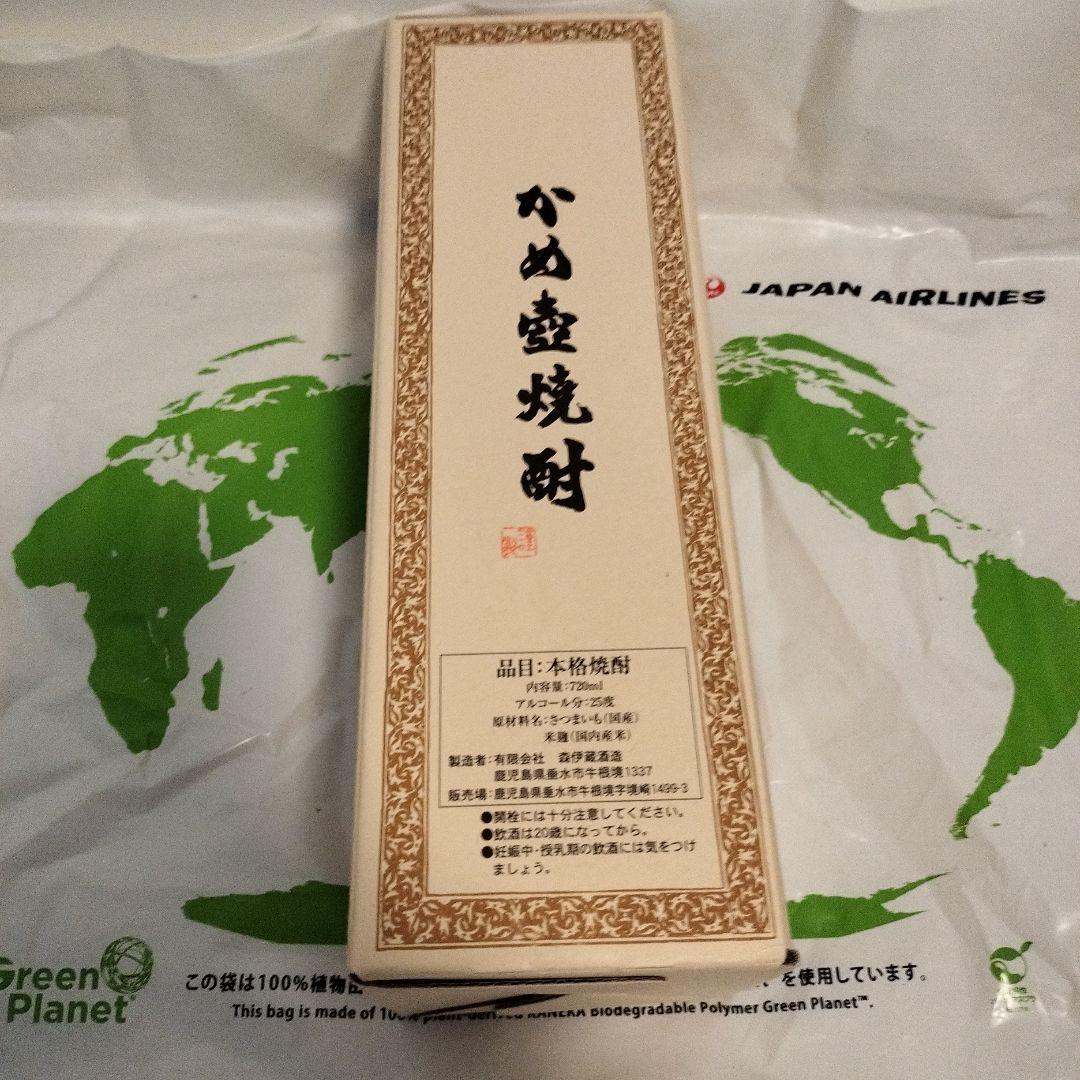 かめ壺焼酎
品目:本格焼酎
内容量:720ml
アルコール分:25度
原材料名:さつまいも(国産)
米麹(国内産米)
製造者:有限会社 森伊蔵酒造
鹿児島県垂水市牛根境1337
販売場:鹿児島県垂水市牛根境字境崎1499-3
●開栓には十分注意してください。
●飲酒は20歳になってから。
●妊娠中・授乳期の飲酒には気をつけ
ましょう。
JAPAN AIRLINES
Green
Planet
この袋は100%植物 を使用しています。
This bag is made of 100% plant-derived KANEKA Biodegradable Polymer Green Planet™.